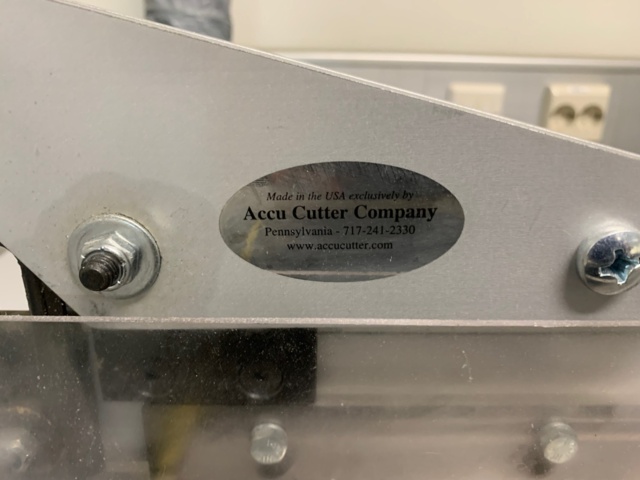 Made in the USA exclusively by
Accu Cutter Company
Pennsylvania - 717-241-2330
www.accucutter.com